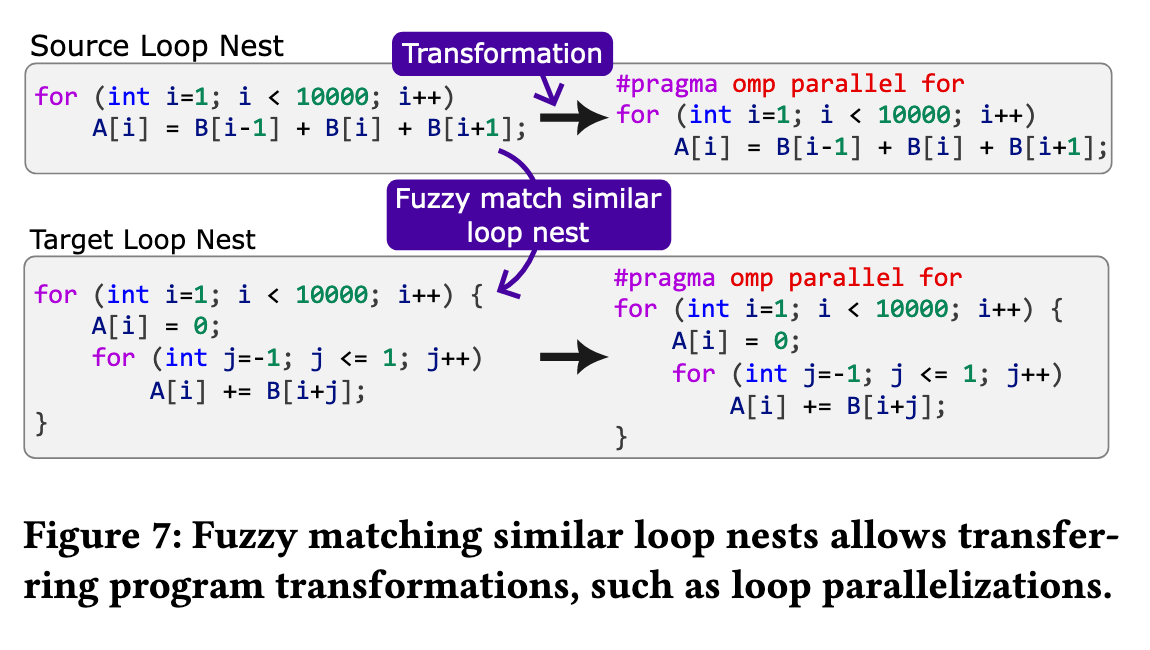 Source Loop Nest
Transformation
for (int i=1; i < 10000; i++)
A[i] = B[i-1] + B[i] + B[i+1];
#pragma omp parallel for
for (int i=1; i < 10000; i++)
A[i] = B[i-1] + B[i] + B[i+1];
Fuzzy match similar
loop nest
Target Loop Nest
for (int i=1; i < 10000; i++) {
A[i] = 0;
for (int j=-1; j <= 1; j++)
A[i] += B[i+j];
}
#pragma omp parallel for
for (int i=1; i < 10000; i++) {
A[i] = 0;
for (int j=-1; j <= 1; j++)
A[i] += B[i+j];
}
Figure 7: Fuzzy matching similar loop nests allows transfer-
ring program transformations, such as loop parallelizations.